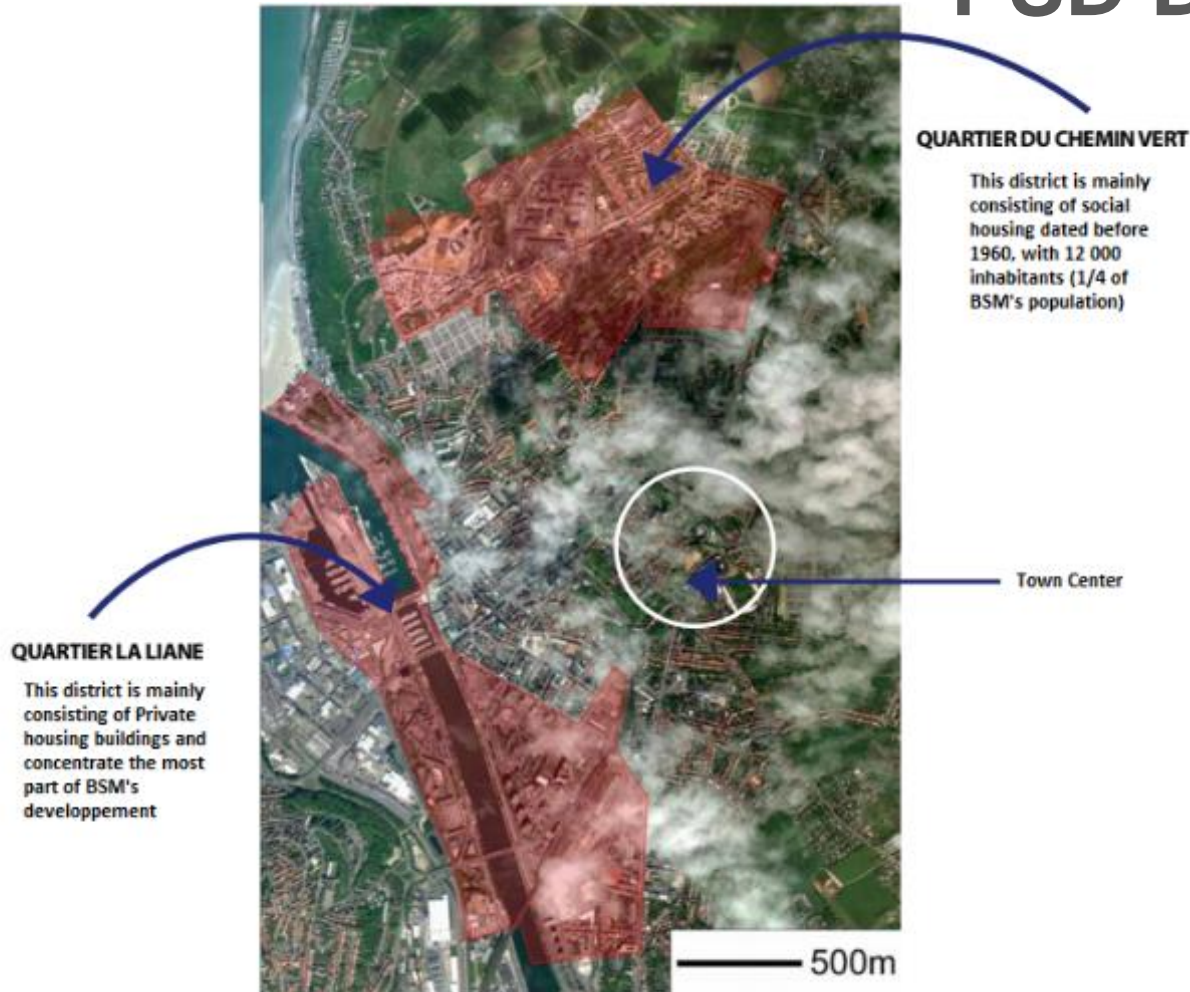 QUARTIER DU CHEMIN VERT
This district is mainly
consisting of social
housing dated before
1960, with 12 000
inhabitants (1/4 of
BSM's population)
Town Center
QUARTIER LA LIANE
This district is mainly
consisting of Private
housing buildings and
concentrate the most
part of BSM's
developpement
500m